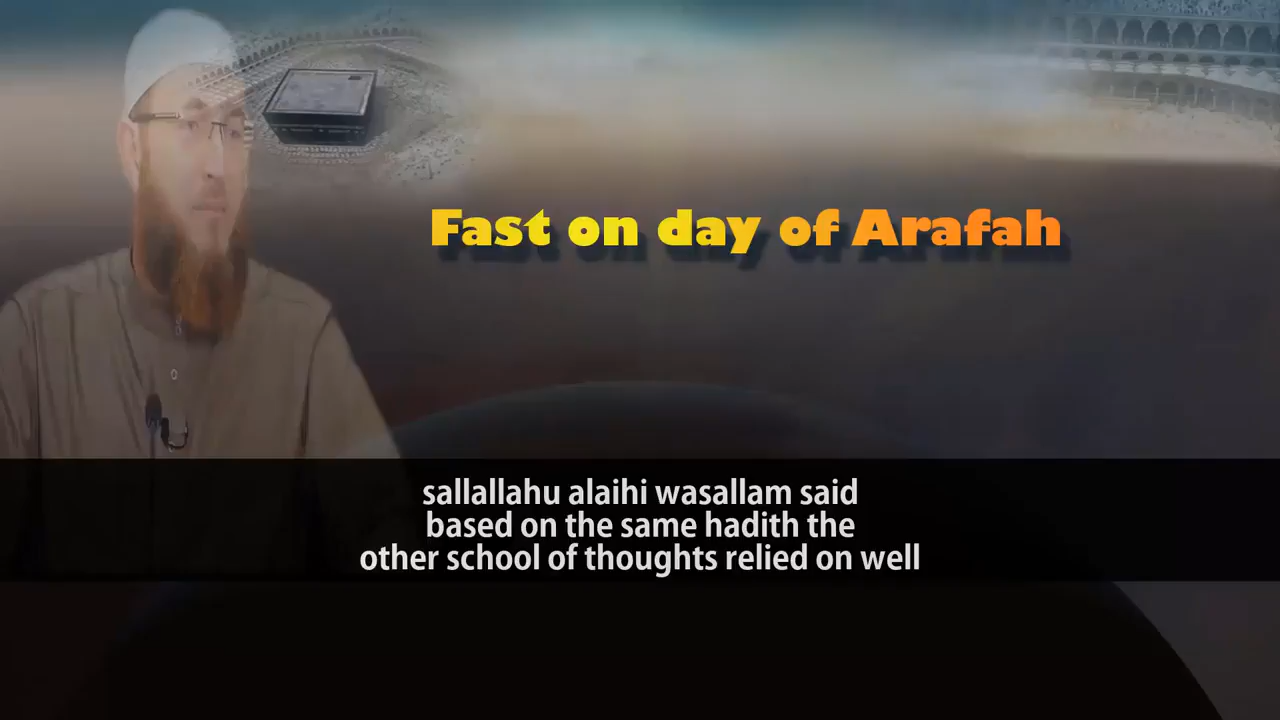 Fast on day of Arafah
sallallahu alaihi wasallam said
based on the same hadith the
other school of thoughts relied on well